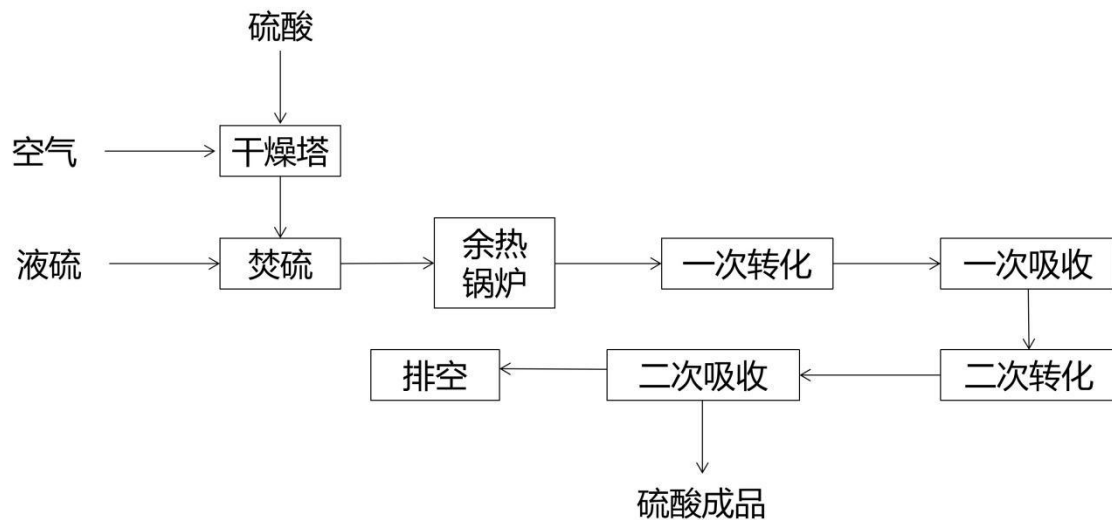 硫酸
空气
干燥塔
液硫
焚硫
余热
锅炉
一次转化
一次吸收
排空
二次吸收
二次转化
硫酸成品